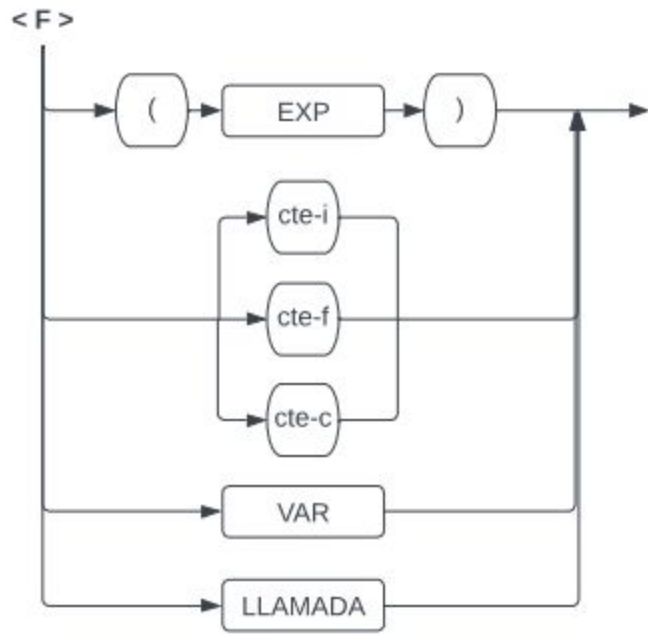 < F >
( EXP )
cte-i
cte-f
cte-c
VAR
LLAMADA